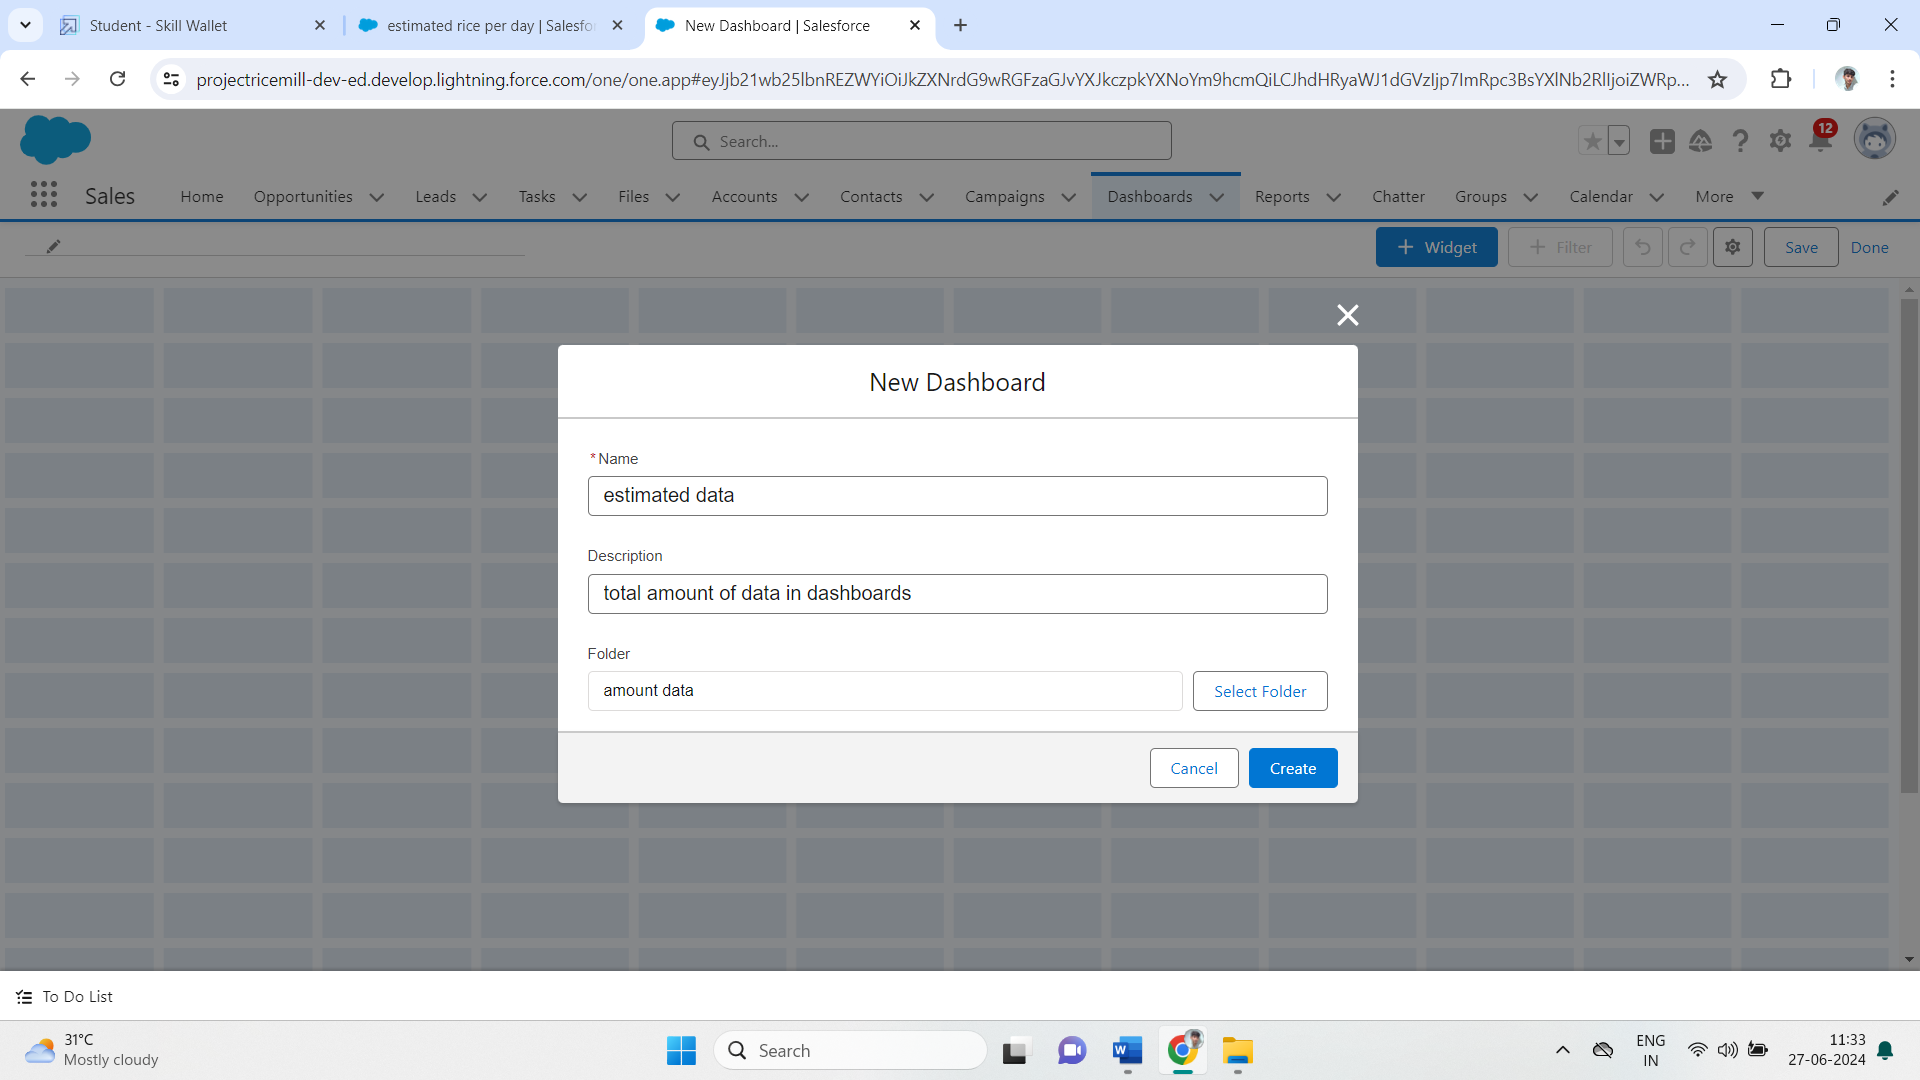 Student - Skill Wallet
estimated rice per day | Salesfo
New Dashboard | Salesforce
projectricemill-dev-ed.develop.lightning.force.com/one/one.app#eyJjb21wb25lbnREZWYiOiJkZXNrdG9wRGFzaGJvYXJkczpkYXNoYm9hcmQiLCJhdHRyaWJ1dGVzIjp7ImRpc3BsYXlNb2RlIjoiZWRp...
Search...
12
Sales
Home
Opportunities
Leads
Tasks
Files
Accounts
Contacts
Campaigns
Dashboards
Reports
Chatter
Groups
Calendar
More
+ Widget
+ Filter
Save
Done
New Dashboard
*Name
estimated data
Description
total amount of data in dashboards
Folder
amount data
Select Folder
Cancel
Create
To Do List
31°C
Mostly cloudy
Search
ENG
IN
11:33
27-06-2024